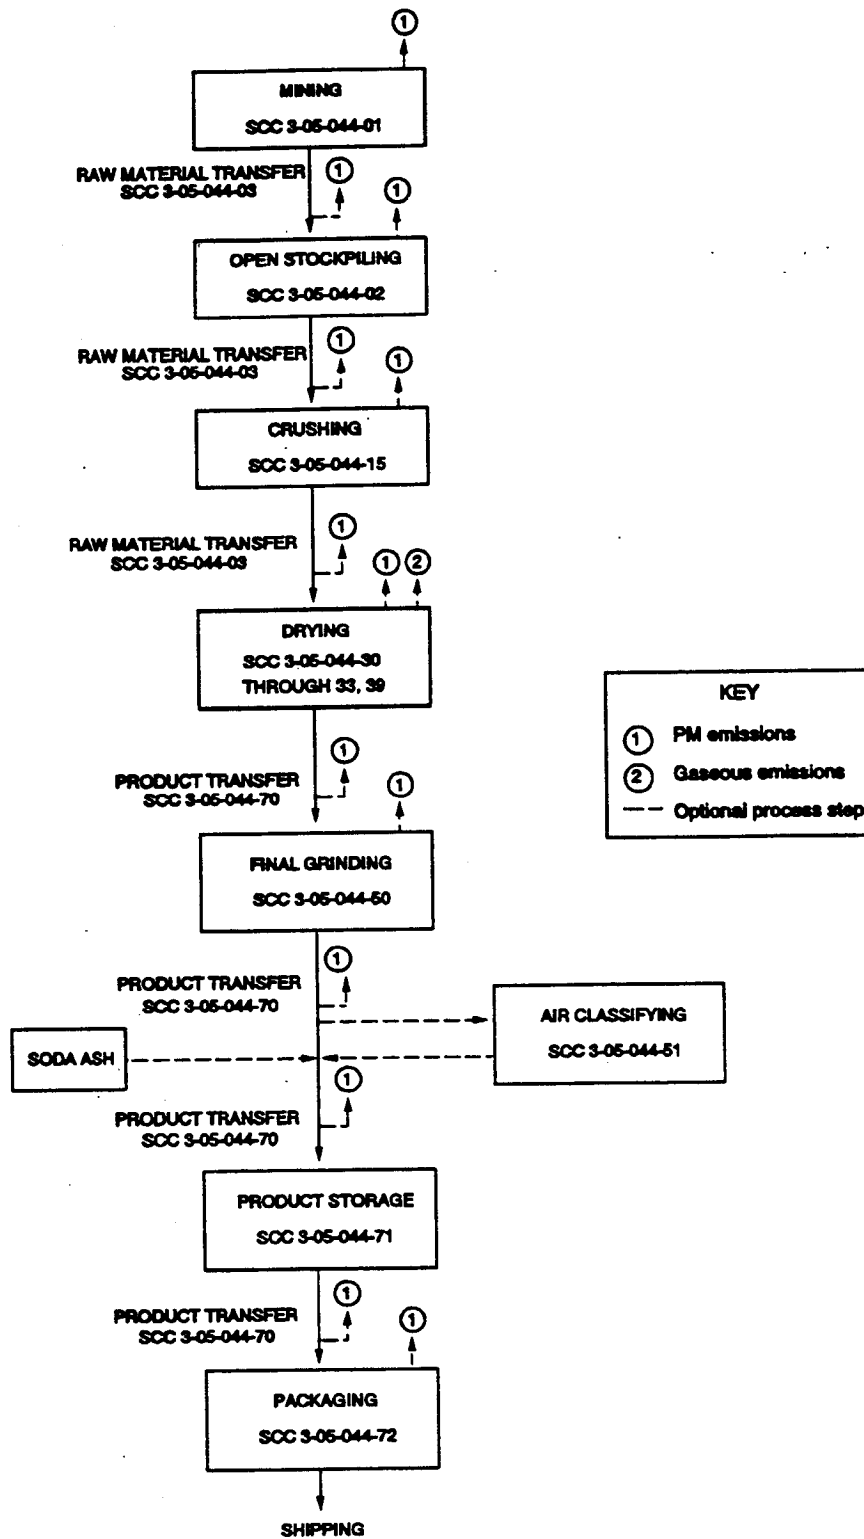 1
MINING
SCC 3-05-044-01
RAW MATERIAL TRANSFER
SCC 3-05-044-03
1
1
OPEN STOCKPILING
SCC 3-05-044-02
RAW MATERIAL TRANSFER
SCC 3-05-044-03
1
1
CRUSHING
SCC 3-05-044-15
RAW MATERIAL TRANSFER
SCC 3-05-044-03
1
1
2
DRYING
SCC 3-05-044-30
THROUGH 33, 39
KEY
1 PM emissions
2 Gaseous emissions
Optional process step
PRODUCT TRANSFER
SCC 3-05-044-70
1
1
FINAL GRINDING
SCC 3-05-044-50
PRODUCT TRANSFER
SCC 3-05-044-70
1
AIR CLASSIFYING
SCC 3-05-044-51
SODA ASH
PRODUCT TRANSFER
SCC 3-05-044-70
1
PRODUCT STORAGE
SCC 3-05-044-71
PRODUCT TRANSFER
SCC 3-05-044-70
1
1
PACKAGING
SCC 3-05-044-72
SHIPPING